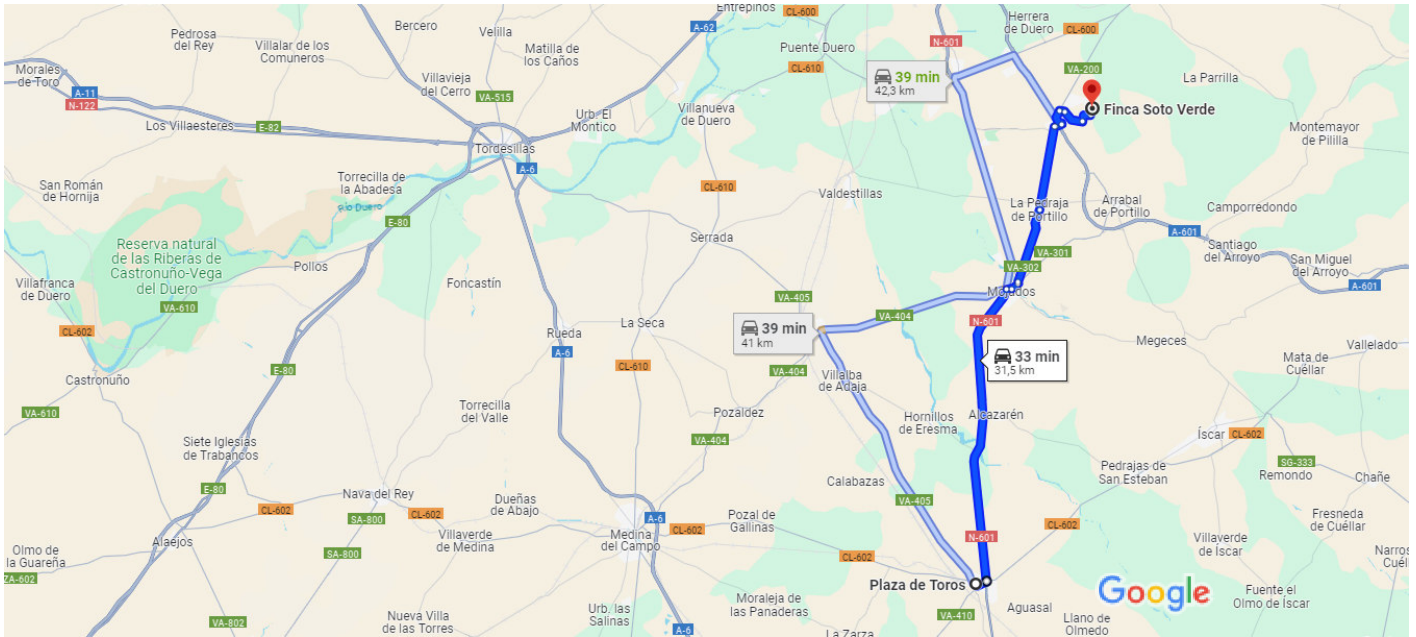 Entrepinos
CL-600
Herrera
de Duero
Pedrosa
del Rey
Bercero
Velilla
A-62
CL-600
Villalar de los
Comuneros
Matilla de
los Caños
Puente Duero
N-601
Morales
de Toro
Villavieja
del Cerro
CL-610
VA-200
La Parrilla
39 min
42,3 km
A-11
N-122
VA-515
Villanueva
de Duero
Finca Soto Verde
Los Villaesteres
E-82
Urb. El
Montico
Montemayor
de Pililla
Tordesillas
A-6
San Román
de Hornija
Torrecilla de
la Abadesa
CL-610
Valdestillas
río Duero
La Pedraja
de Portillo
Arrabal
de Portillo
Camporredondo
E-80
Serrada
A-601
Reserva natural
de las Riberas de
Castronuño-Vega
del Duero
Pollos
VA-301
Santiago
del Arroyo
VA-302
San Miguel
del Arroyo
Villafranca
de Duero
Foncastín
Mojados
A-601
VA-610
VA-405
CL-602
39 min
41 km
VA-404
N-601
La Seca
Rueda
Megeces
Vallelado
A-6
33 min
31,5 km
Mata de
Cuéllar
CL-610
E-80
VA-404
Villalba
de Adaja
Castronuño
Torrecilla
del Valle
Pozaldez
Hornillos
de Eresma
Alcazarén
VA-610
VA-404
Íscar
CL-602
Siete Iglesias
de Trabancos
Pedrajas de
San Esteban
SG-333
Remondo
Chañe
E-80
Calabazas
Nava del Rey
Dueñas
de Abajo
VA-405
CL-602
SA-800
CL-602
A-6
CL-602
Pozal de
Gallinas
CL-602
Fresneda
de Cuéllar
Alaejos
Villaverde
de Medina
Medina
del Campo
N-601
Villaverde
de Íscar
Olmo de
la Guareña
SA-800
CL-602
Narros
Cuéll
ZA-602
Plaza de Toros
Google
Fuente el
Olmo de Íscar
VA-802
Nueva Villa
de las Torres
Urb. las
Salinas
Moraleja de
las Panaderas
VA-410
Aguasal
Llano de
Olmedo
A-6
La Zarza